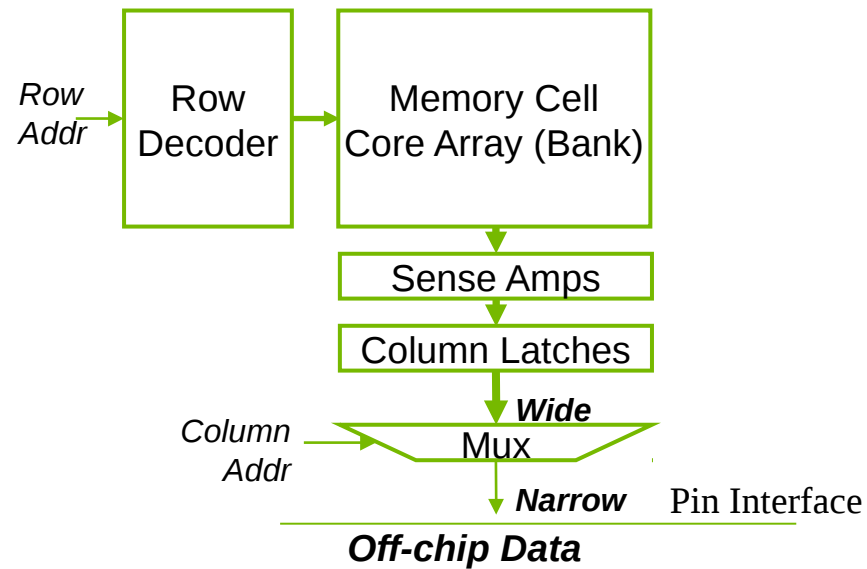 Row
Addr
Row
Decoder
Memory Cell
Core Array (Bank)
Sense Amps
Column Latches
Wide
Column
Addr
Mux
Narrow
Pin Interface
Off-chip Data